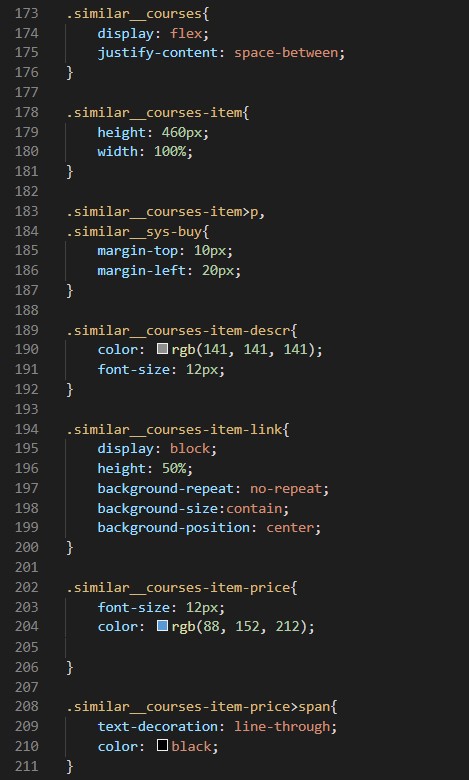 173 .similar__courses{
174     display: flex;
175     justify-content: space-between;
176 }
177
178 .similar__courses-item{
179     height: 460px;
180     width: 100%;
181 }
182
183 .similar__courses-item>p,
184 .similar__sys-buy{
185     margin-top: 10px;
186     margin-left: 20px;
187 }
188
189 .similar__courses-item-descr{
190     color: rgb(141, 141, 141);
191     font-size: 12px;
192 }
193
194 .similar__courses-item-link{
195     display: block;
196     height: 50%;
197     background-repeat: no-repeat;
198     background-size:contain;
199     background-position: center;
200 }
201
202 .similar__courses-item-price{
203     font-size: 12px;
204     color: rgb(88, 152, 212);
205
206 }
207
208 .similar__courses-item-price>span{
209     text-decoration: line-through;
210     color: black;
211 }